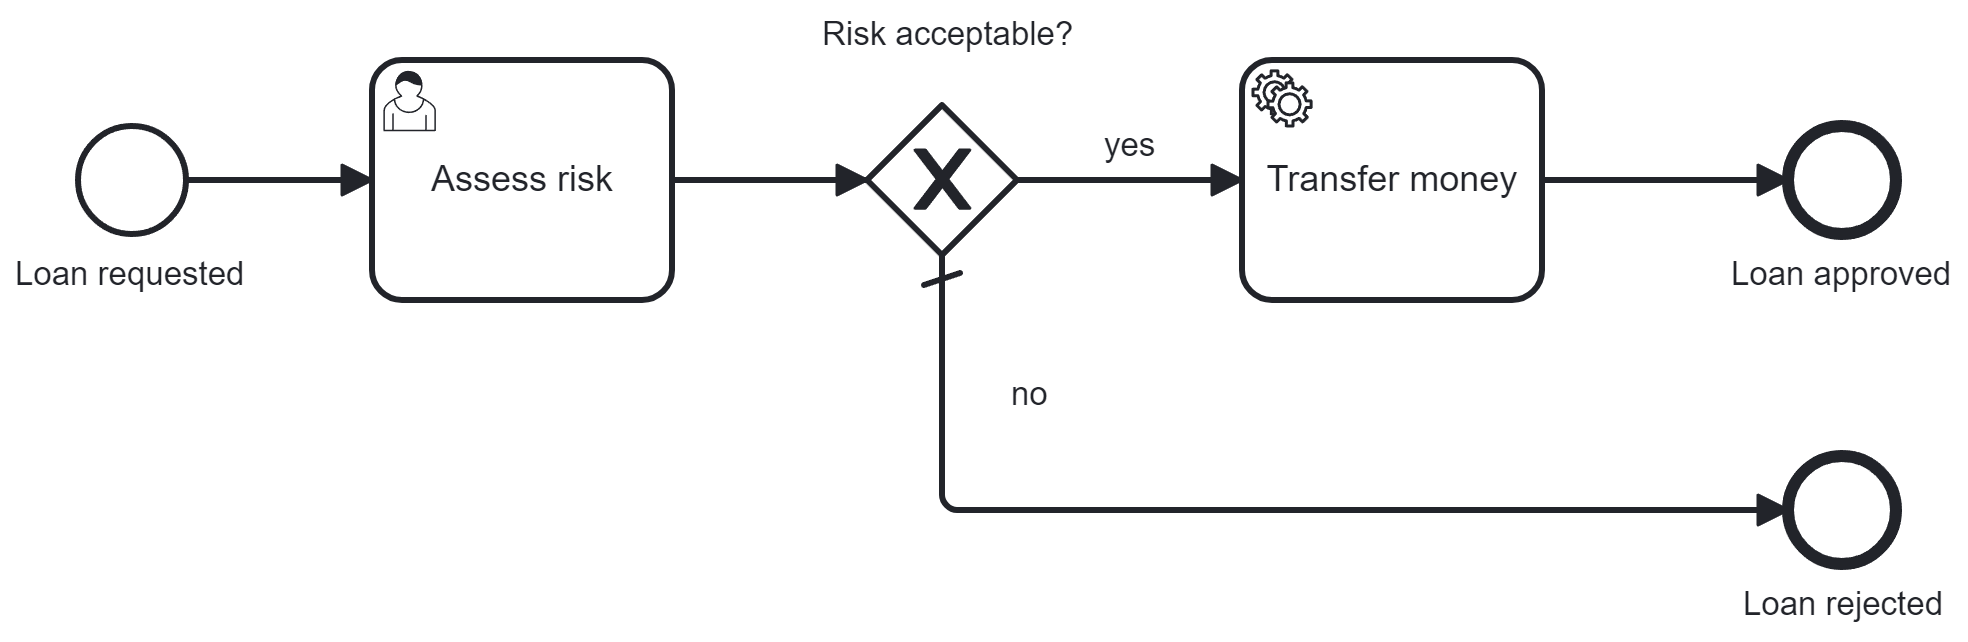 Risk acceptable?
yes
Assess risk
Transfer money
Loan requested
Loan approved
no
Loan rejected